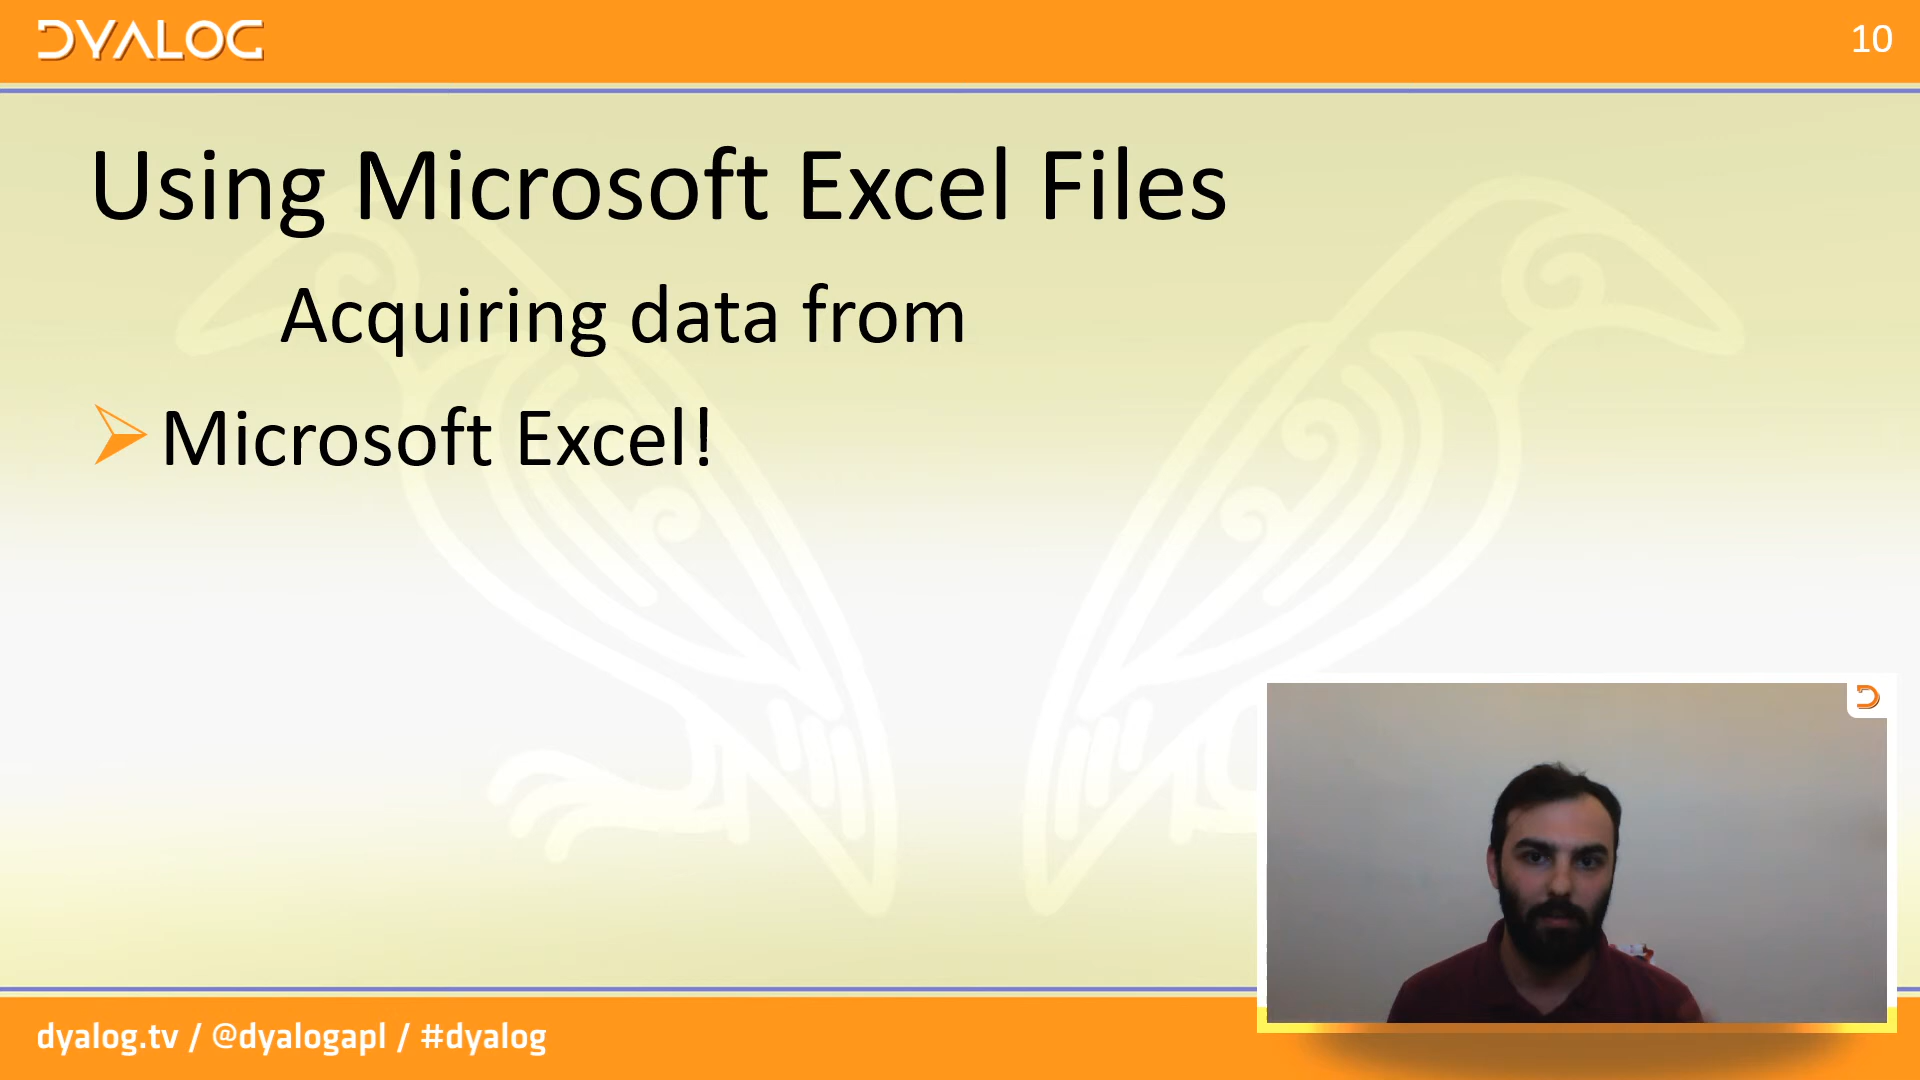 DYALOG
10
Using Microsoft Excel Files
Acquiring data from
Microsoft Excel!
dyalog.tv / @dyalogapl / #dyalog